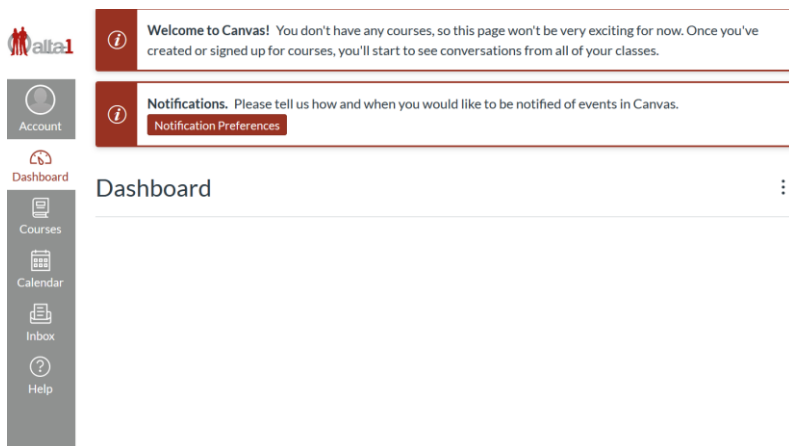 alta-1
Welcome to Canvas! You don't have any courses, so this page won't be very exciting for now. Once you've
created or signed up for courses, you'll start to see conversations from all of your classes.
Notifications. Please tell us how and when you would like to be notified of events in Canvas.
Notification Preferences
Account
Dashboard
Courses
Calendar
Inbox
Help
Dashboard